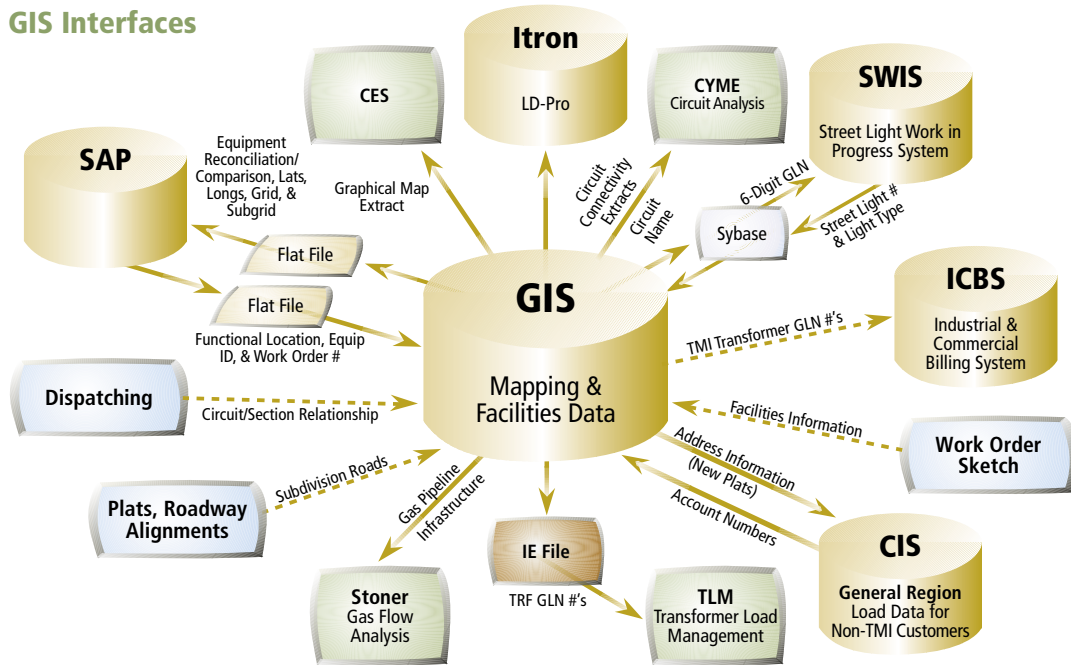 GIS Interfaces
CES
Itron
LD-Pro
CYME
Circuit Analysis
SWIS
Street Light Work in
Progress System
SAP
Equipment
Reconciliation/
Comparison, Lats,
Longs, Grid, &
Subgrid
Graphical Map
Extract
Circuit
Connectivity
Extracts
Circuit
Name
6-Digit GLN
Sybase
Street Light #
& Light Type
Flat File
Flat File
Functional Location, Equip
ID, & Work Order #
GIS
Mapping &
Facilities Data
TMI Transformer GLN #'s
ICBS
Industrial &
Commercial
Billing System
Dispatching
Circuit/Section Relationship
Facilities Information
Work Order
Sketch
Plats, Roadway
Alignments
Subdivision Roads
Gas Pipeline
Infrastructure
Address Information
(New Plats)
Account Numbers
IE File
TRF GLN #'s
Stoner
Gas Flow
Analysis
TLM
Transformer Load
Management
CIS
General Region
Load Data for
Non-TMI Customers